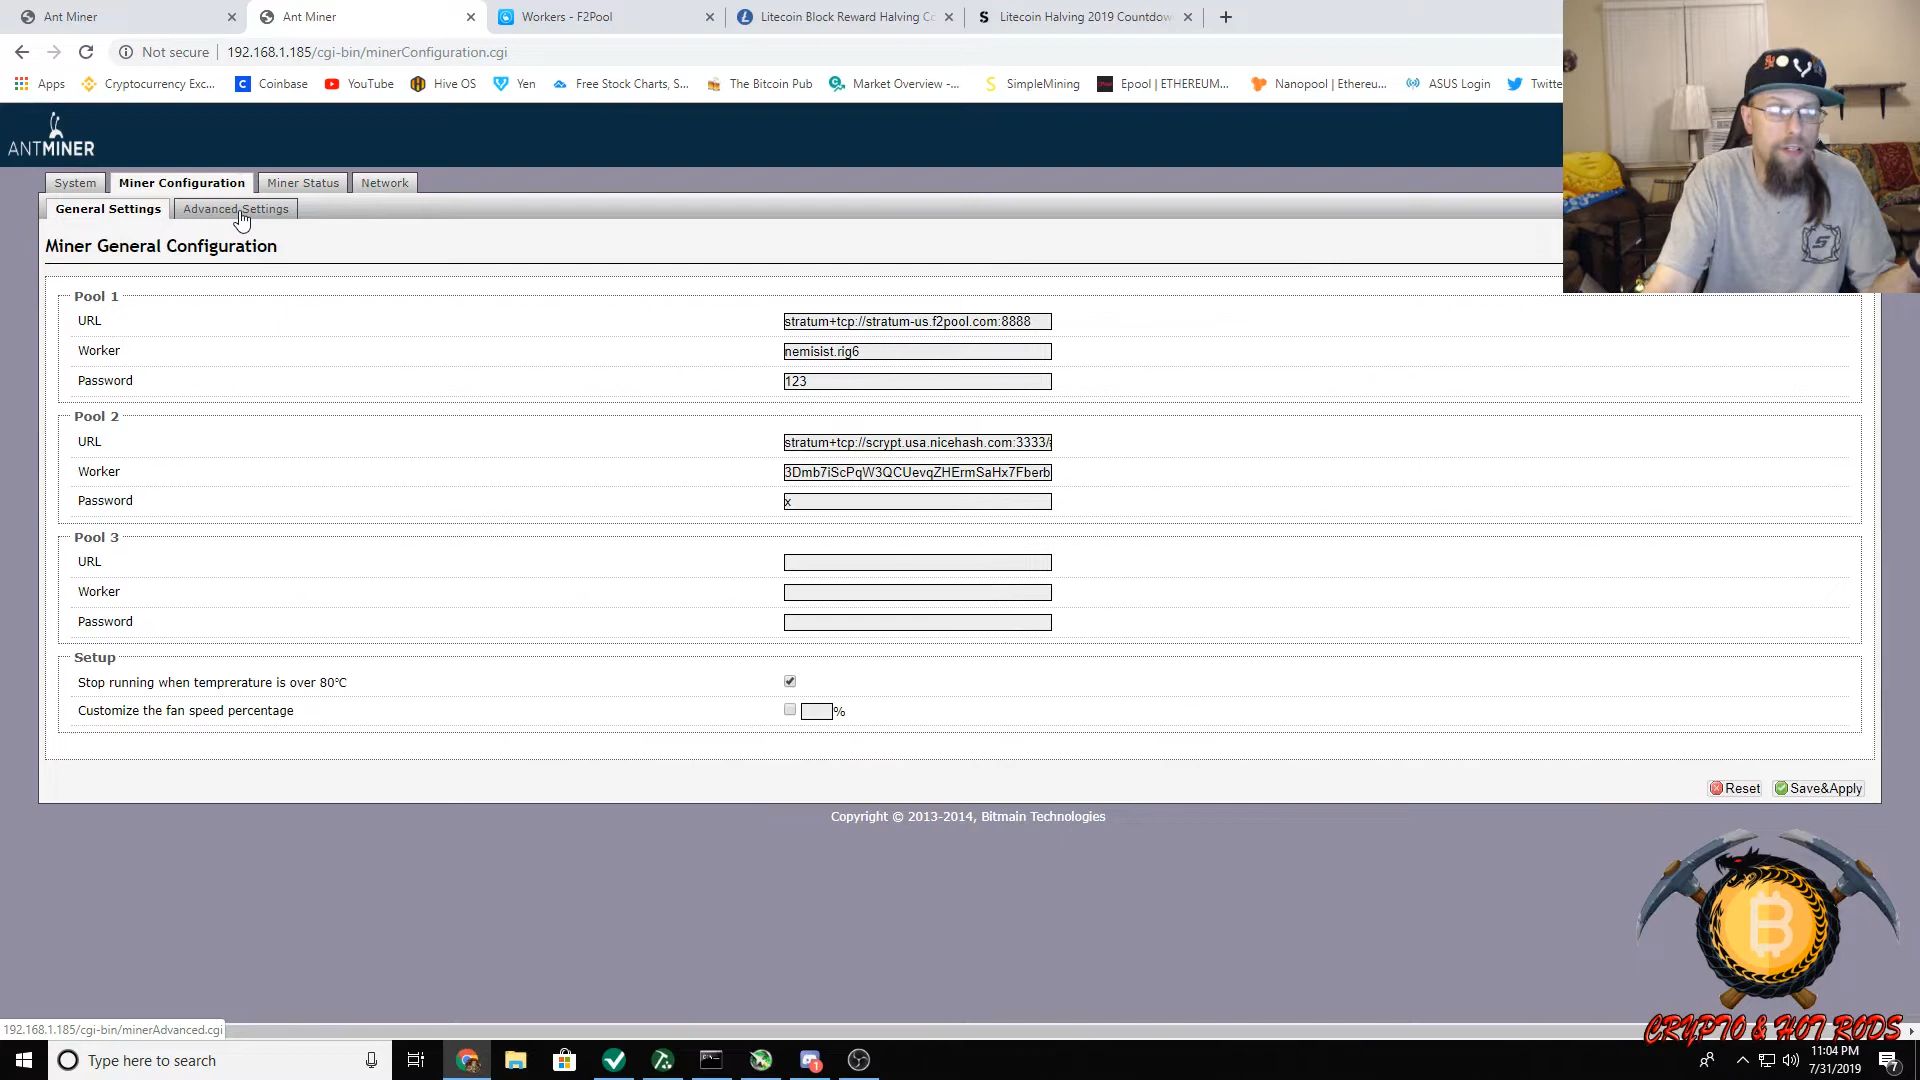 Ant Miner
Ant Miner
Workers - F2Pool
Litecoin Block Reward Halving Co
Litecoin Halving 2019 Countdow
Not secure
192.168.1.185/cgi-bin/minerConfiguration.cgi
Apps
Cryptocurrency Exc...
Coinbase
YouTube
Hive OS
Yen
Free Stock Charts, S...
The Bitcoin Pub
Market Overview -...
SimpleMining
Epool | ETHEREUM...
Nanopool | Ethereu...
ASUS Login
Twitte
ANTMINER
System
Miner Configuration
Miner Status
Network
General Settings
Advanced Settings
Miner General Configuration
Pool 1
URL
stratum+tcp://stratum-us.f2pool.com:8888
Worker
nemisist.rig6
Password
123
Pool 2
URL
stratum+tcp://scrypt.usa.nicehash.com:3333/
Worker
3Dmb7iScPqW3QCUevqZHErmSaHx7Fberb
Password
x
Pool 3
URL
Worker
Password
Setup
Stop running when temprerature is over 80°C
Customize the fan speed percentage
%
Reset
Save&Apply
Copyright © 2013-2014, Bitmain Technologies
CRYPTO & HOT RODS
192.168.1.185/cgi-bin/minerAdvanced.cgi
Type here to search
11:04 PM
7/31/2019